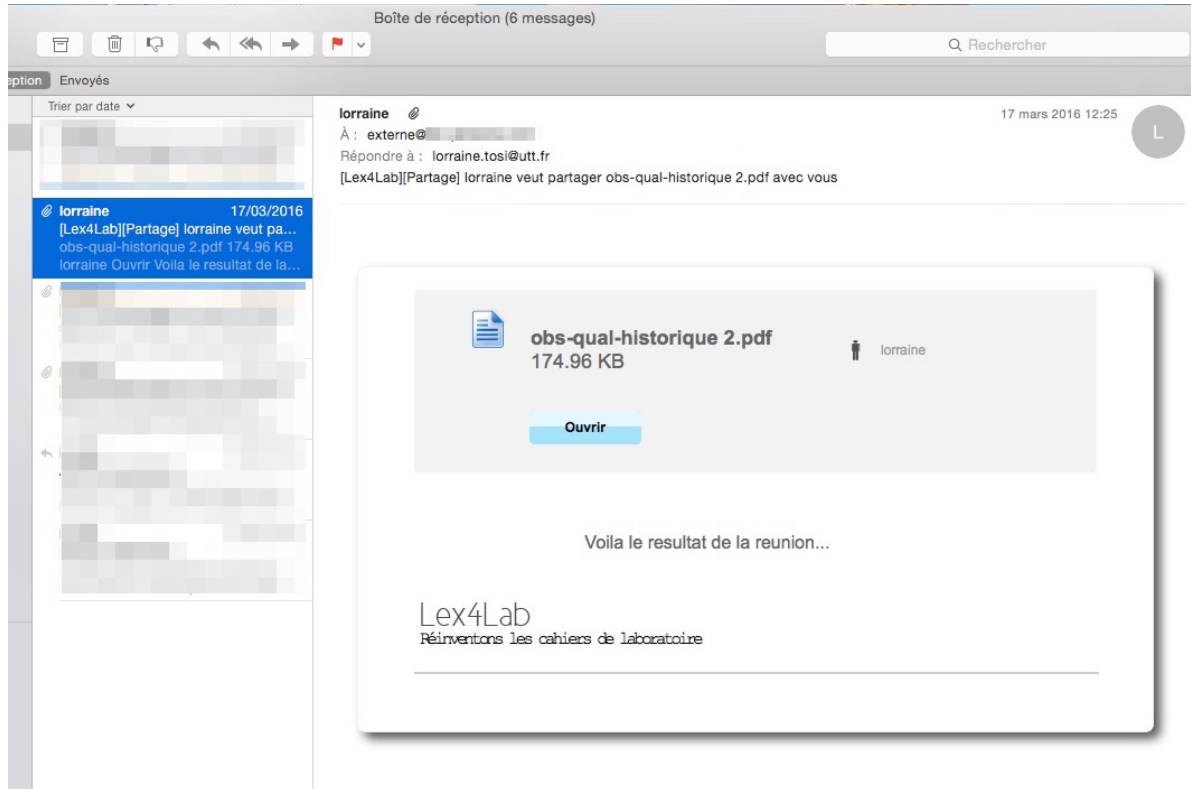 Boîte de réception (6 messages)
Rechercher
eption Envoyés
Trier par date
lorraine 17/03/2016
[Lex4Lab][Partage] lorraine veut pa...
obs-qual-historique 2.pdf 174.96 KB
lorraine Ouvrir Voila le resultat de la...
lorraine 17 mars 2016 12:25
L
À : externe@
Répondre à : lorraine.tosi@utt.fr
[Lex4Lab][Partage] lorraine veut partager obs-qual-historique 2.pdf avec vous
obs-qual-historique 2.pdf
174.96 KB
lorraine
Ouvrir
Voila le resultat de la reunion...
Lex4Lab
Réinventons les cahiers de laboratoire